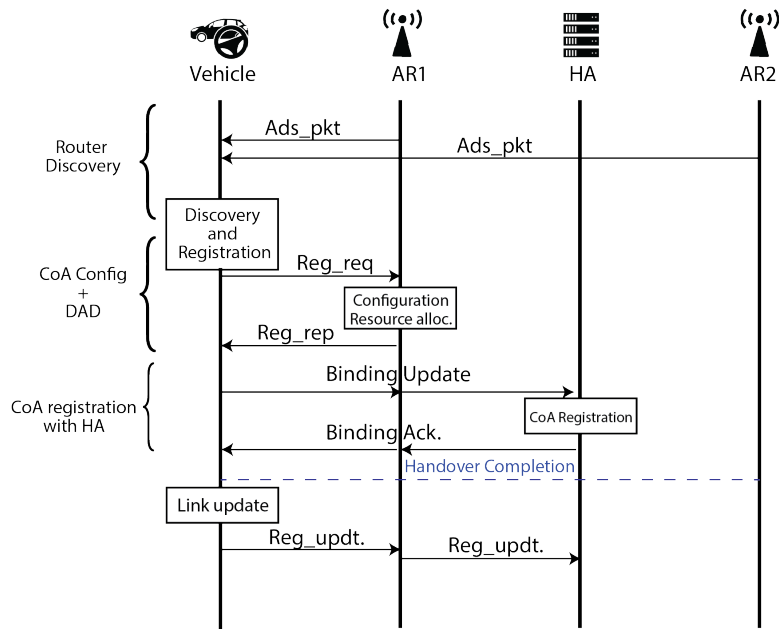 Vehicle
AR1
HA
AR2
Ads_pkt
Ads_pkt
Router
Discovery
Discovery
and
Registration
Reg_req
CoA Config
+
DAD
Configuration
Resource alloc.
Reg_rep
Binding Update
CoA registration
with HA
CoA Registration
Binding Ack.
Handover Completion
Link update
Reg_updt.
Reg_updt.